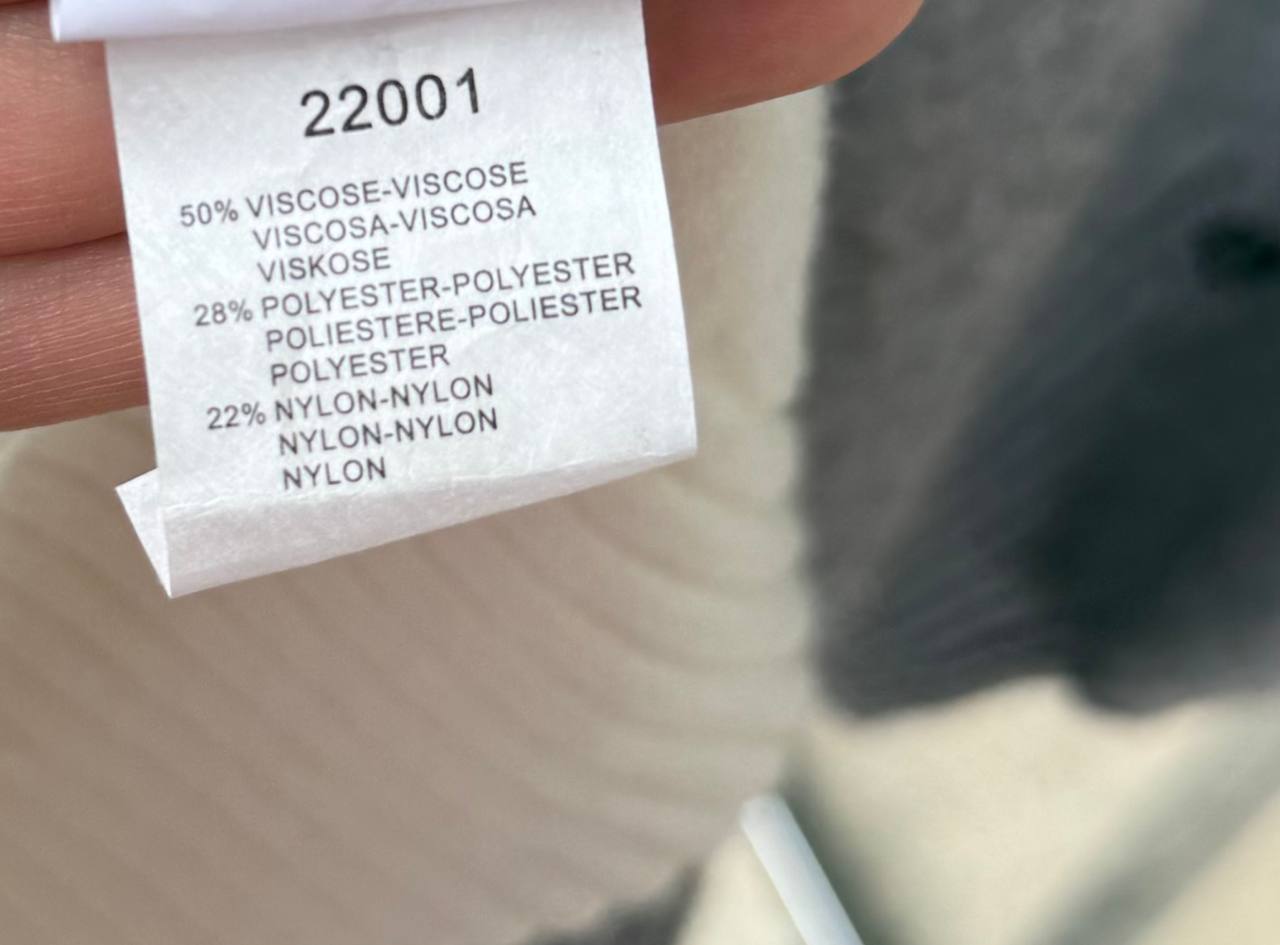 22001
50% VISCOSE-VISCOSE
VISCOSA-VISCOSA
VISKOSE
28% POLYESTER-POLYESTER
POLIESTERE-POLIESTER
POLYESTER
22% NYLON-NYLON
NYLON-NYLON
NYLON